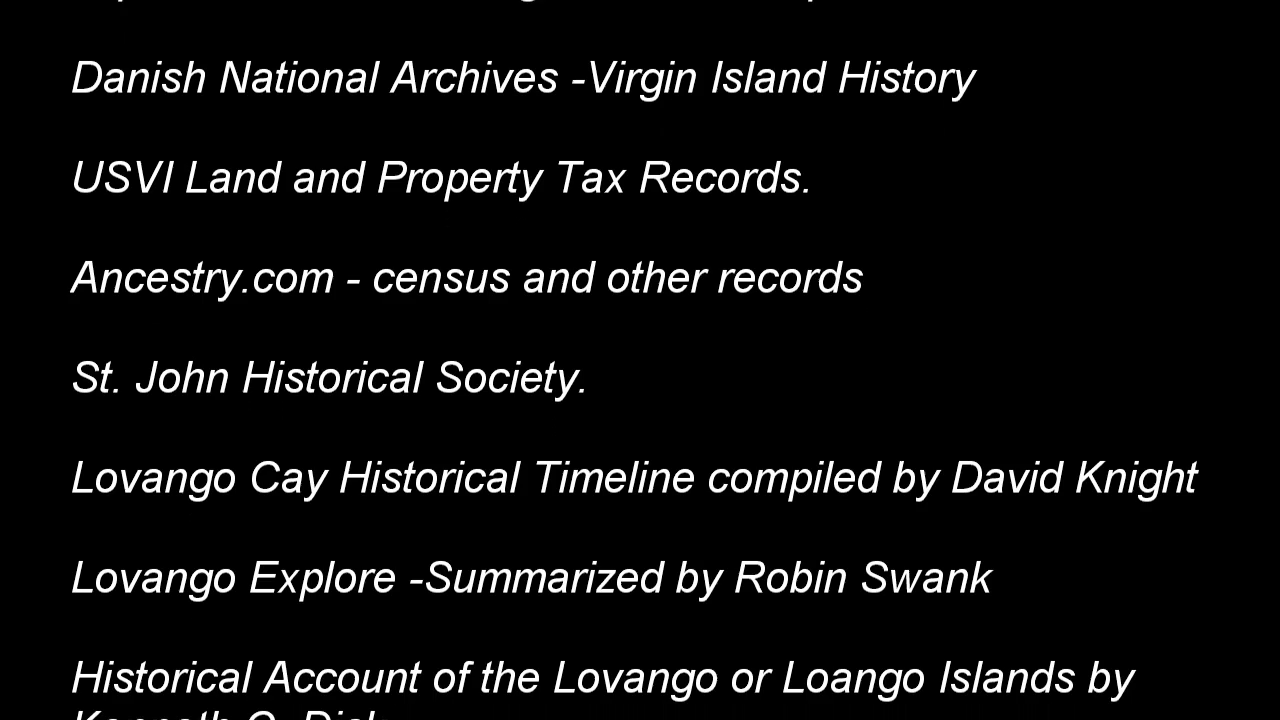 Danish National Archives -Virgin Island History
USVI Land and Property Tax Records.
Ancestry.com - census and other records
St. John Historical Society.
Lovango Cay Historical Timeline compiled by David Knight
Lovango Explore -Summarized by Robin Swank
Historical Account of the Lovango or Loango Islands by